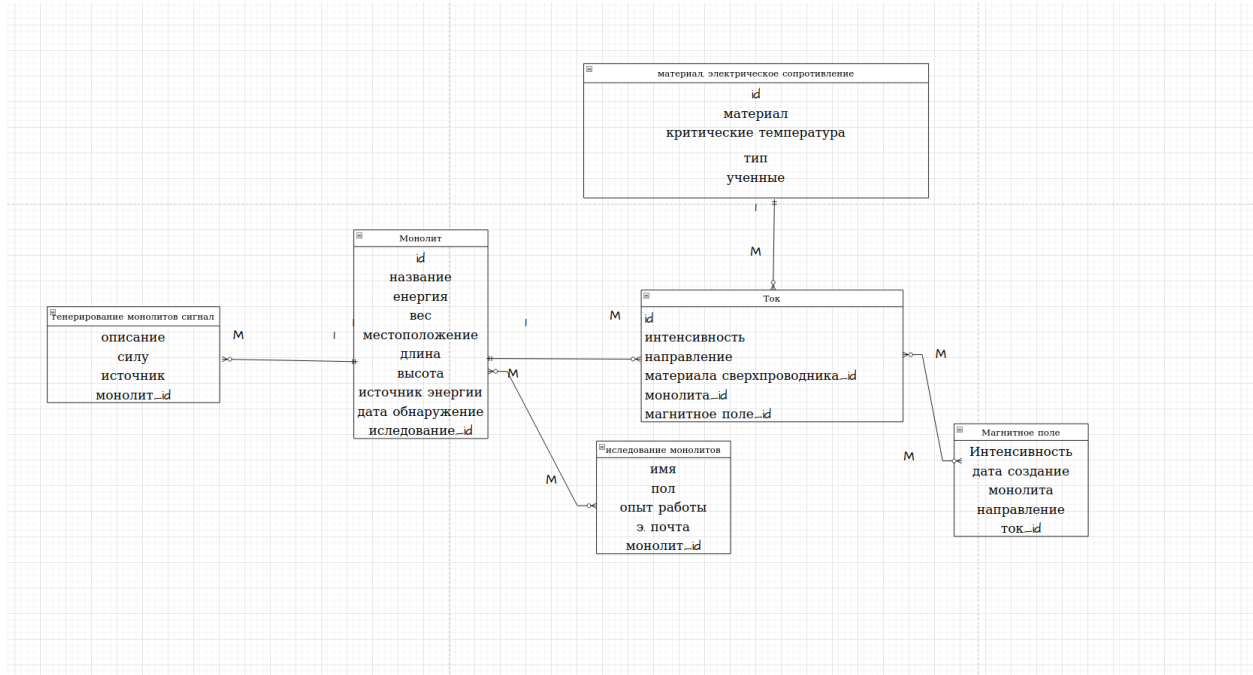 материал, электрическое сопротивление
id
материал
критические температура
тип
ученные
I
M
Монолит
id
название
енергия
вес
местоположение
длина
высота
источник энергии
дата обнаружение
иследование_id
Генерирование монолитов сигнал
описание
силу
источник
монолит_id
M
I
I
I
M
Ток
id
интенсивность
направление
материала сверхпроводника_id
монолита_id
магнитное поле_id
M
M
M
M
иследование монолитов
имя
пол
опыт работы
э. почта
монолит_id
Магнитное поле
Интенсивность
дата создание
монолита
направление
ток_id